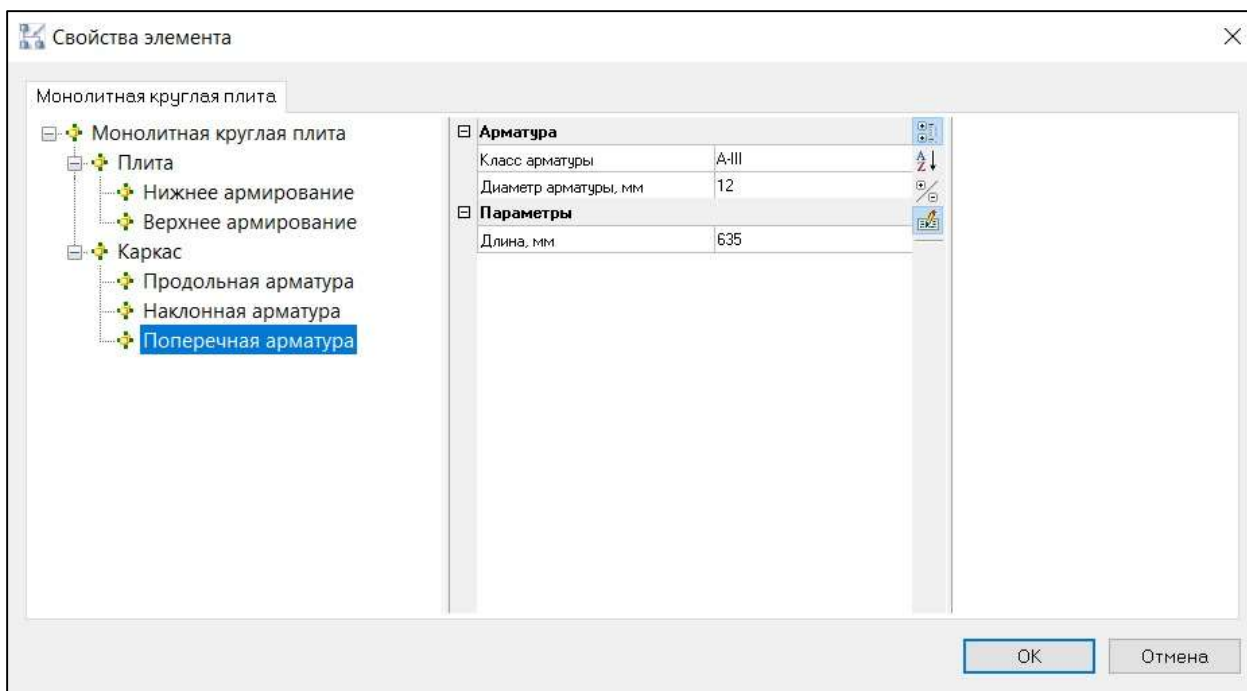 Свойства элемента
Монолитная круглая плита
Монолитная круглая плита
Плита
Нижнее армирование
Верхнее армирование
Каркас
Продольная арматура
Наклонная арматура
Поперечная арматура
Арматура
Класс арматуры A-III
Диаметр арматуры, мм 12
Параметры
Длина, мм 635
OK Отмена